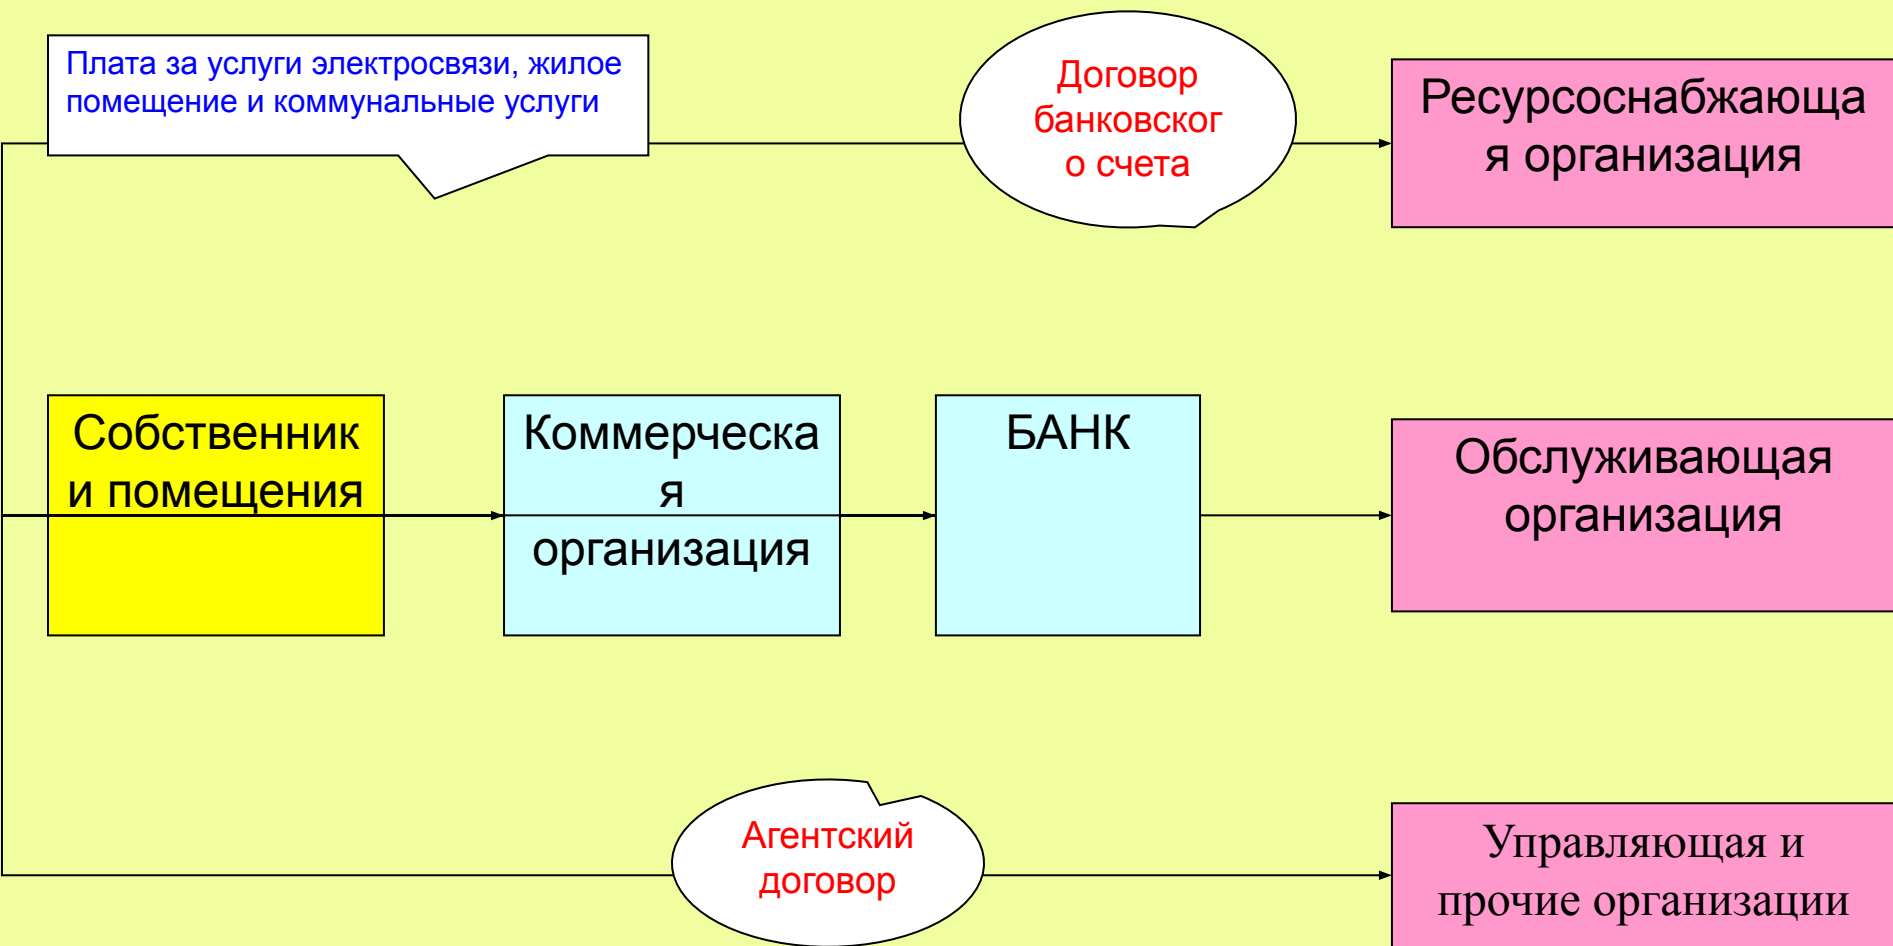 Плата за услуги электросвязи, жилое
помещение и коммунальные услуги
Договор
банковског
о счета
Ресурсоснабжающа
я организация
Собственник
и помещения
Коммерческа
я
организация
БАНК
Обслуживающая
организация
Агентский
договор
Управляющая и
прочие организации